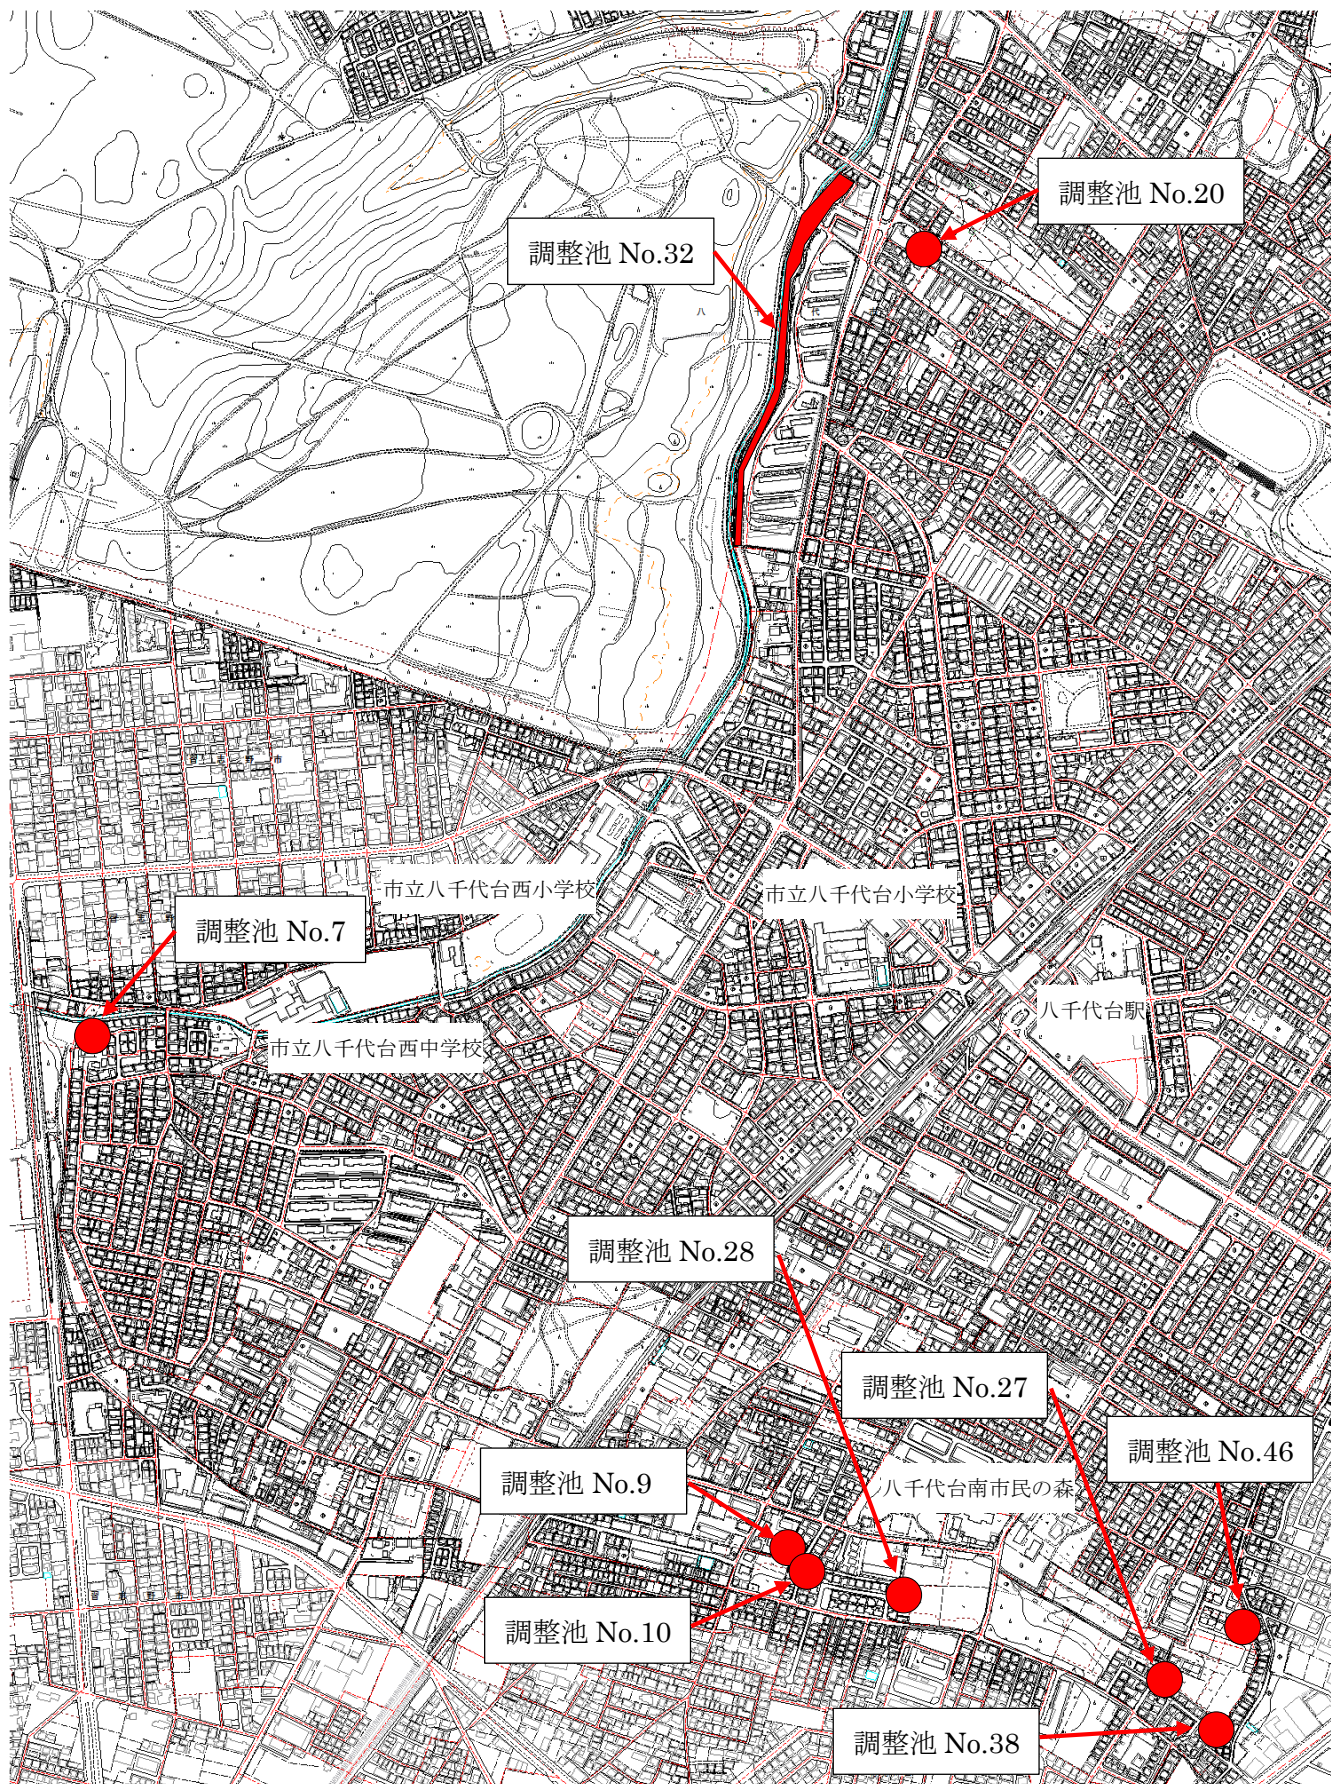 調整池 No.20
調整池 No.32
八
代
市立八千代台西小学校
市立八千代台小学校
調整池 No.7
八千代台駅
市立八千代台西中学校
調整池 No.28
調整池 No.27
調整池 No.46
調整池 No.9
八千代台南市民の森
調整池 No.10
調整池 No.38